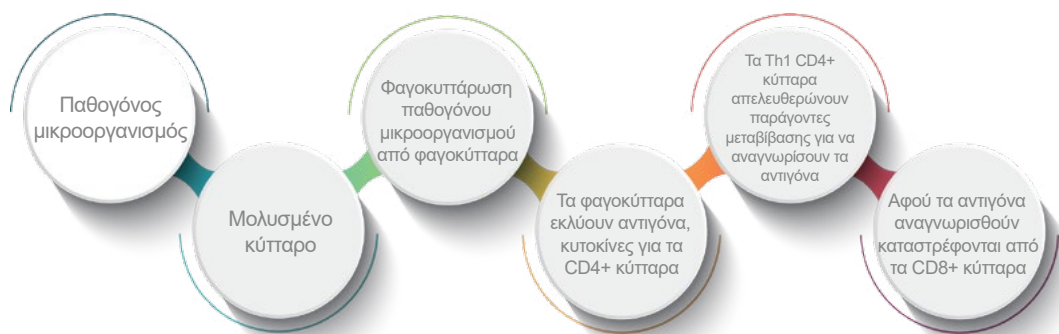 Παθογόνος
μικροοργανισμός
Μολυσμένο
κύτταρο
Φαγοκυττάρωση
παθογόνου
μικροοργανισμού
από φαγοκύτταρα
Τα φαγοκύτταρα
εκλύουν αντιγόνα,
κυτοκίνες για τα
CD4+ κύτταρα
Τα Th1 CD4+
κύτταρα
απελευθερώνουν
παράγοντες
μεταβίβασης για να
αναγνωρίσουν τα
αντιγόνα
Αφού τα αντιγόνα
αναγνωρισθούν
καταστρέφονται από
τα CD8+ κύτταρα